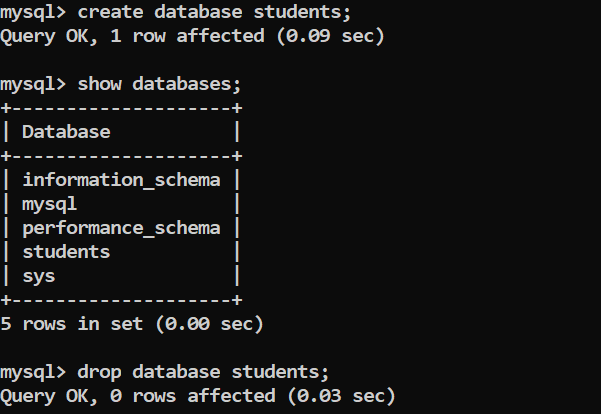 mysql> create database students;
Query OK, 1 row affected (0.09 sec)
mysql> show databases;
+--------------------+
| Database           |
+--------------------+
| information_schema |
| mysql              |
| performance_schema |
| students           |
| sys                |
+--------------------+
5 rows in set (0.00 sec)
mysql> drop database students;
Query OK, 0 rows affected (0.03 sec)